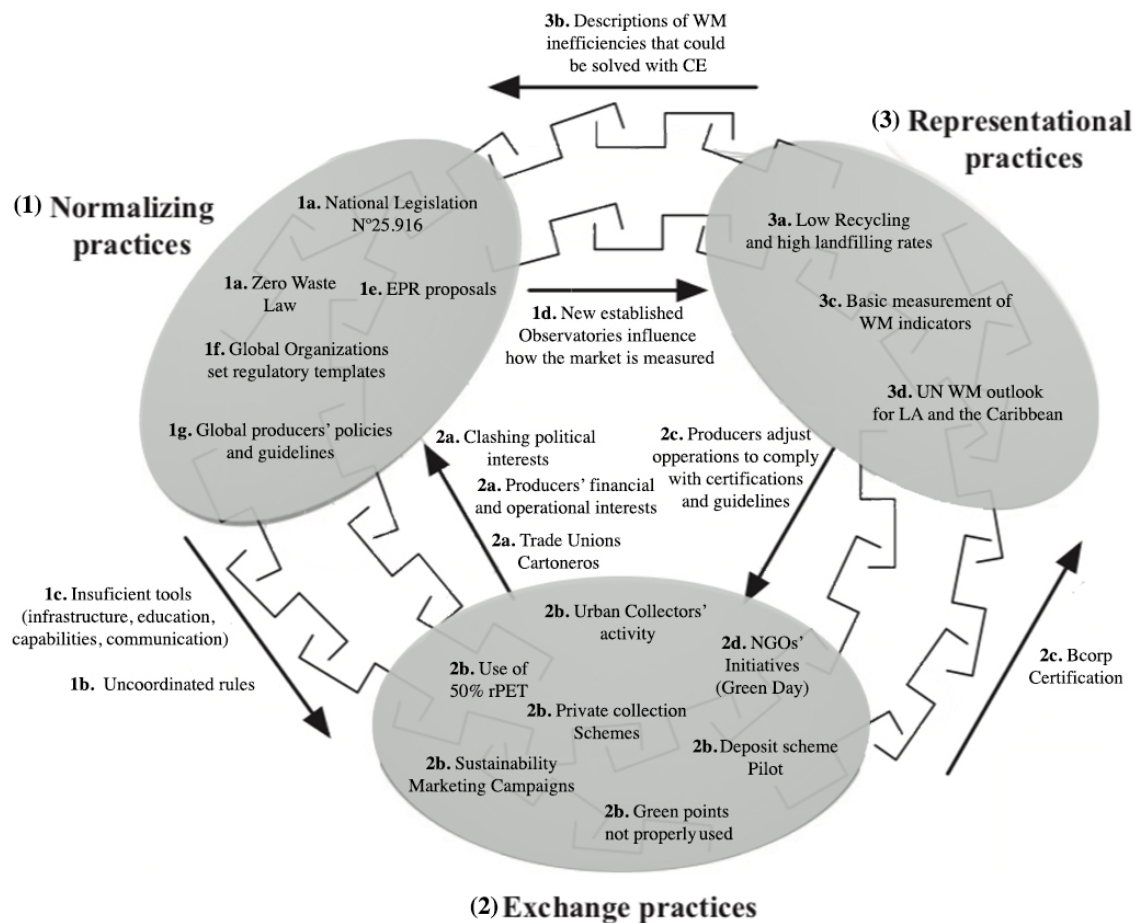 3b. Descriptions of WM
inefficiencies that could
be solved with CE
(3) Representational
practices
(1) Normalizing
practices
1a. National Legislation
Nº25.916
1a. Zero Waste
Law
1e. EPR proposals
1f. Global Organizations
set regulatory templates
1g. Global producers' policies
and guidelines
3a. Low Recycling
and high landfilling rates
3c. Basic measurement of
WM indicators
3d. UN WM outlook
for LA and the Caribbean
1d. New established
Observatories influence
how the market is measured
2a. Clashing political
interests
2a. Producers' financial
and operational interests
2a. Trade Unions
Cartoneros
2c. Producers adjust
opperations to comply
with certifications
and guidelines
1c. Insuficient tools
(infrastructure, education,
capabilities, communication)
1b. Uncoordinated rules
2b. Urban Collectors'
activity
2d. NGOs'
Initiatives
(Green Day)
2b. Use of
50% rPET
2b. Private collection
Schemes
2b. Deposit scheme
Pilot
2b. Sustainability
Marketing Campaigns
2b. Green points
not properly used
2c. Bcorp
Certification
(2) Exchange practices